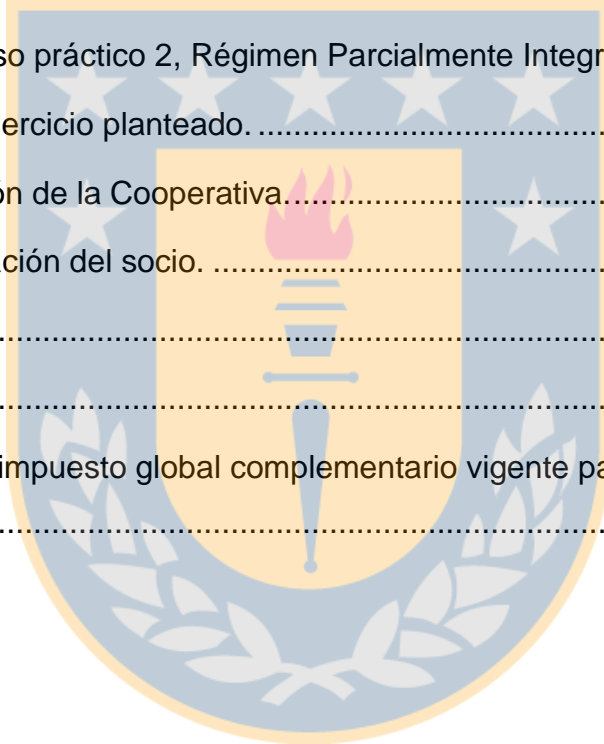 so práctico 2, Régimen Parcialmente Integr
ercicio planteado. ..........................................
ón de la Cooperativa.......................................
ación del socio. ...............................................
...........................................................................
...........................................................................
impuesto global complementario vigente pa
...........................................................................